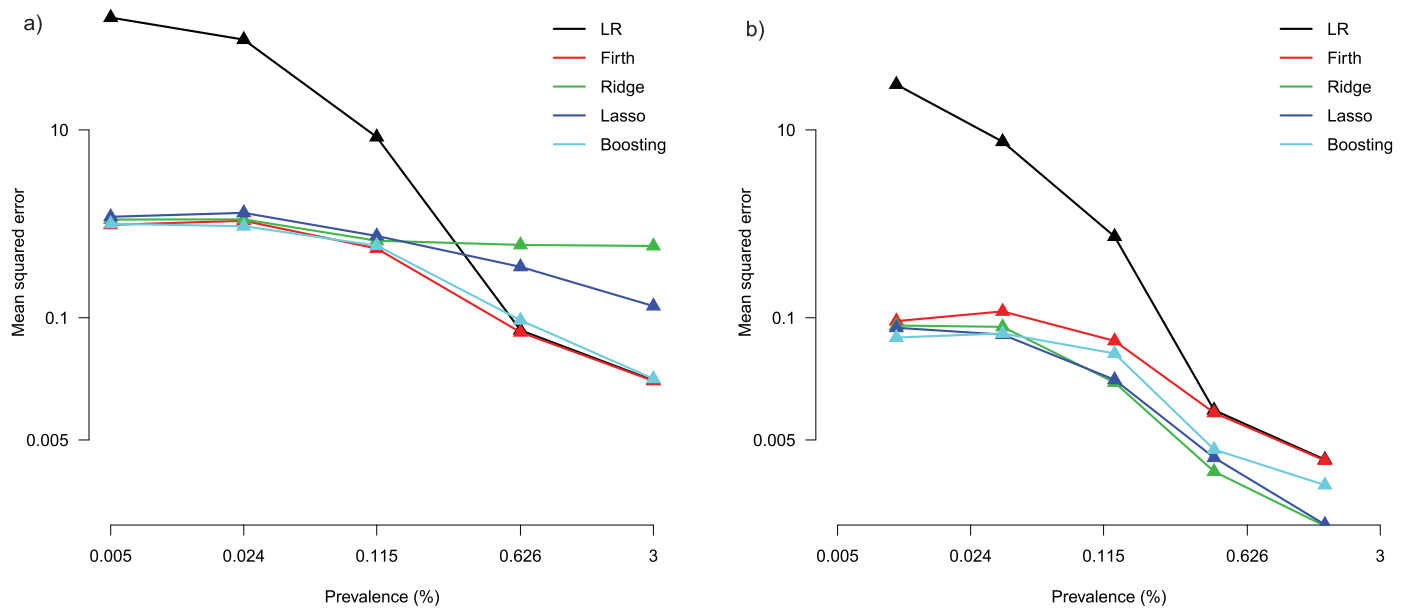 a)
LR
Firth
Ridge
Lasso
Boosting
10
0.1
0.005
Mean squared error
0.005 0.024 0.115 0.626 3
Prevalence (%)
b)
LR
Firth
Ridge
Lasso
Boosting
10
0.1
0.005
Mean squared error
0.005 0.024 0.115 0.626 3
Prevalence (%)